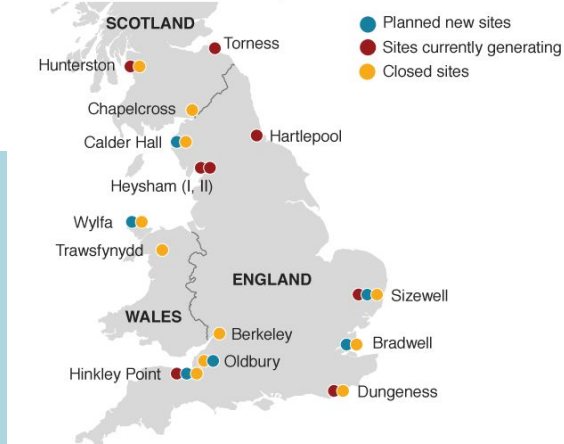 SCOTLAND
Planned new sites
Sites currently generating
Closed sites
Torness
Hunterston
Chapelcross
Calder Hall
Hartlepool
Heysham (I, II)
Wylfa
Trawsfynydd
ENGLAND
Sizewell
WALES
Berkeley
Bradwell
Oldbury
Hinkley Point
Dungeness